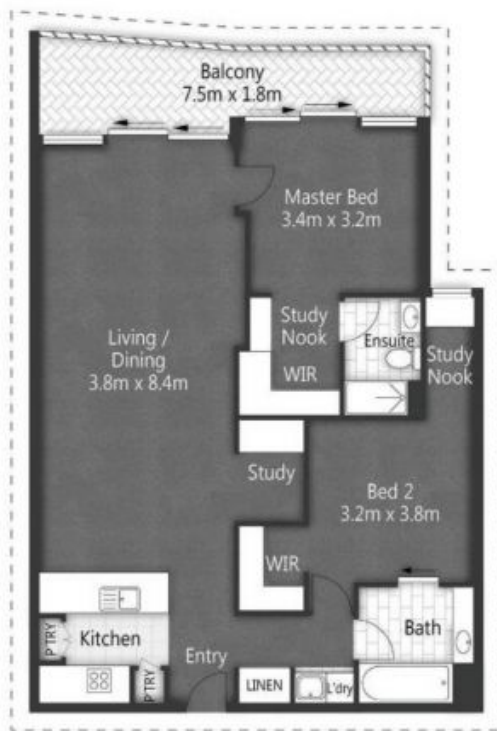 Balcony
7.5m x 1.8m
Master Bed
3.4m x 3.2m
Study
Nook
Ensuite
WIR
Living /
Dining
3.8m x 8.4m
Study
Nook
Study
Bed 2
3.2m x 3.8m
WIR
P'TRY
Kitchen
P'TRY
Entry
LINEN
L'dry
Bath